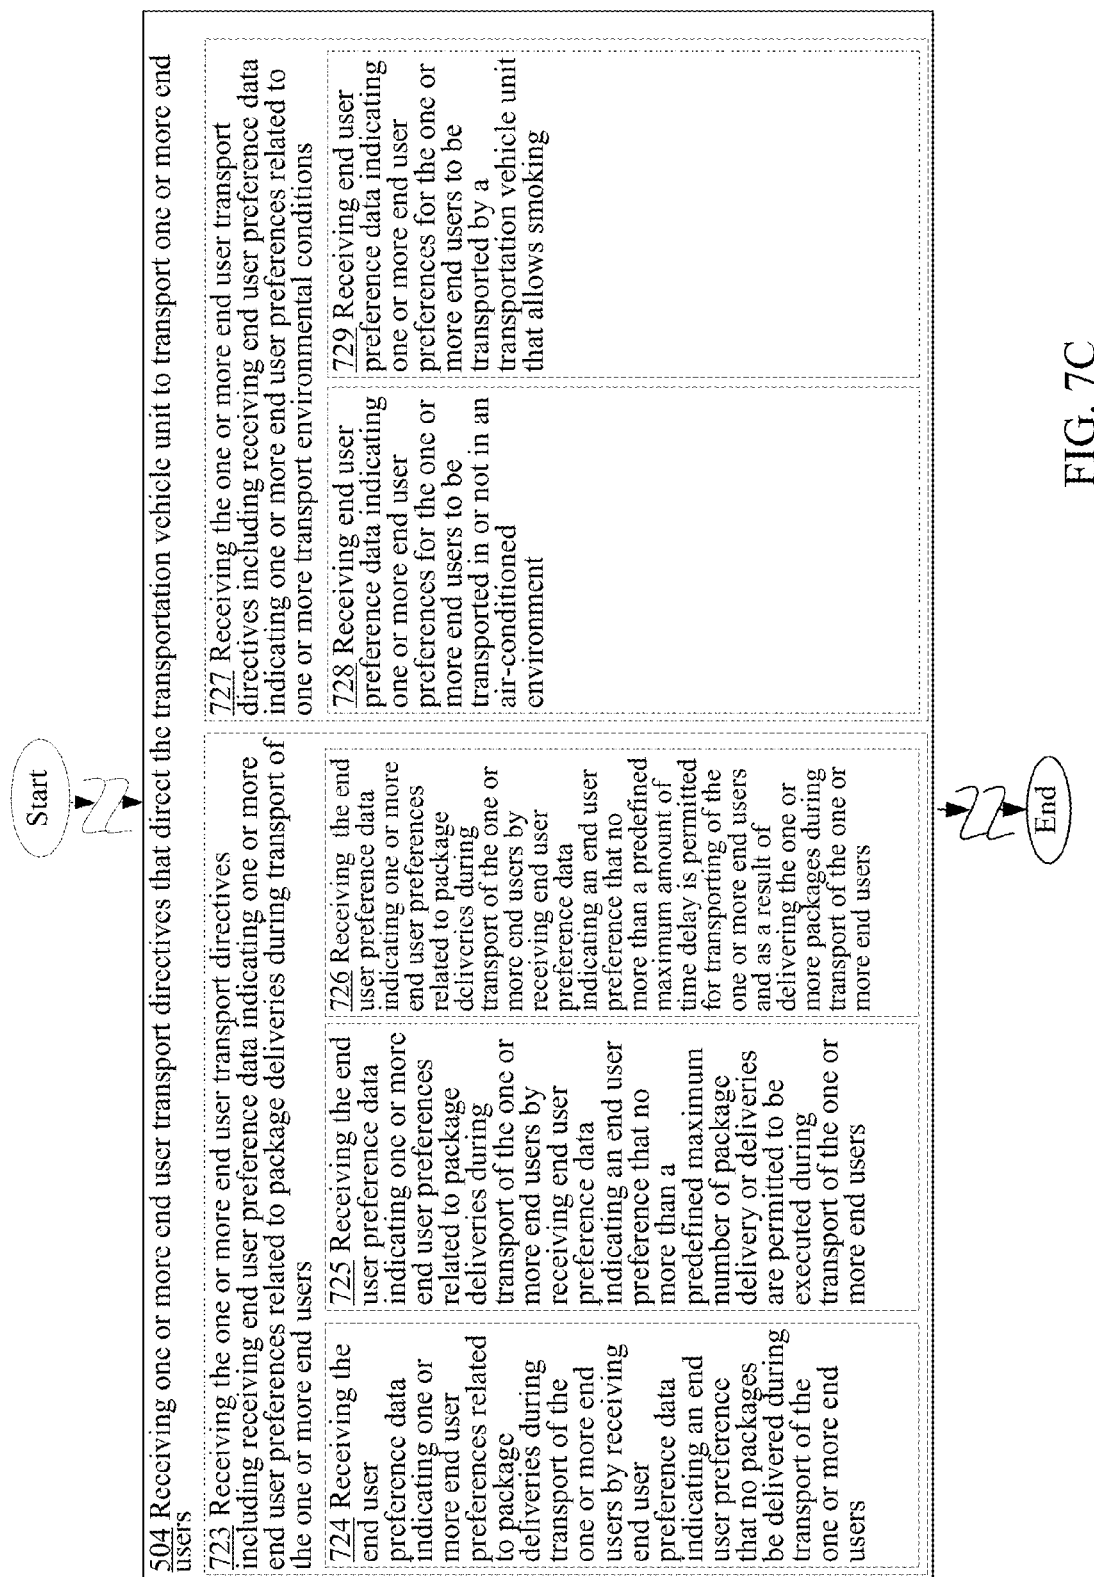 Start
504 Receiving one or more end user transport directives that direct the transportation vehicle unit to transport one or more end
users
723 Receiving the one or more end user transport directives
including receiving end user preference data indicating one or more
end user preferences related to package deliveries during transport of
the one or more end users
724 Receiving the
end user
preference data
indicating one or
more end user
preferences related
to package
deliveries during
transport of the
one or more end
users by receiving
end user
preference data
indicating an end
user preference
that no packages
be delivered during
transport of the
one or more end
users
725 Receiving the end
user preference data
indicating one or more
end user preferences
related to package
deliveries during
transport of the one or
more end users by
receiving end user
preference data
indicating an end user
preference that no
more than a
predefined maximum
number of package
delivery or deliveries
are permitted to be
executed during
transport of the one or
more end users
726 Receiving the end
user preference data
indicating one or more
end user preferences
related to package
deliveries during
transport of the one or
more end users by
receiving end user
preference data
indicating an end user
preference that no
more than a predefined
maximum amount of
time delay is permitted
for transporting of the
one or more end users
and as a result of
delivering the one or
more packages during
transport of the one or
more end users
727 Receiving the one or more end user transport
directives including receiving end user preference data
indicating one or more end user preferences related to
one or more transport environmental conditions
728 Receiving end user
preference data indicating
one or more end user
preferences for the one or
more end users to be
transported in or not in an
air-conditioned
environment
729 Receiving end user
preference data indicating
one or more end user
preferences for the one or
more end users to be
transported by a
transportation vehicle unit
that allows smoking
End
FIG. 7C